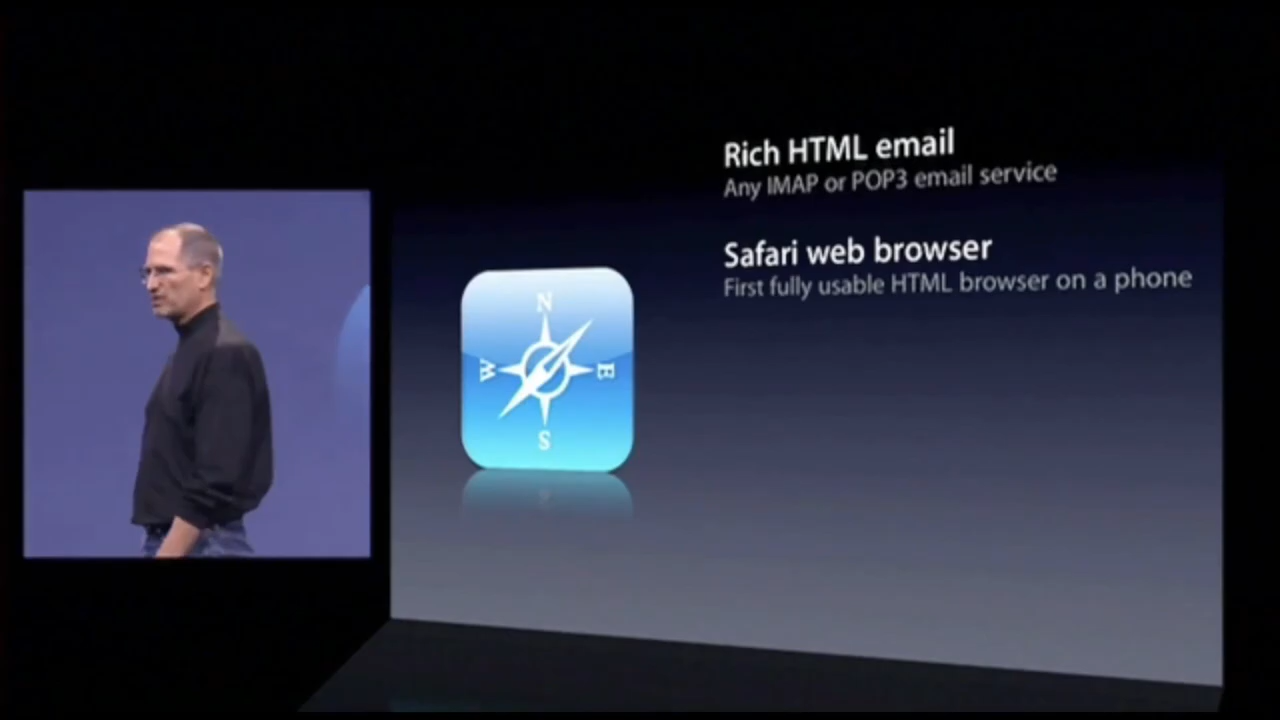 Rich HTML email
Any IMAP or POP3 email service
Safari web browser
First fully usable HTML browser on a phone
N
W
E
S